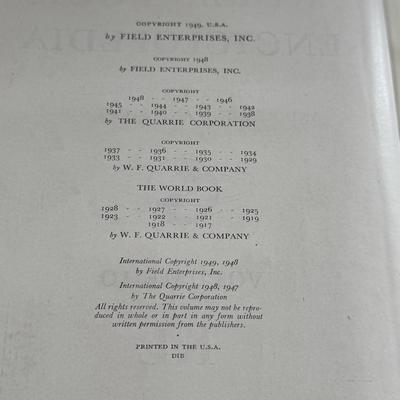 COPYRIGHT 1949, U.S.A.
by FIELD ENTERPRISES, INC.
COPYRIGHT 1948
by FIELD ENTERPRISES, INC.
COPYRIGHT
1948 - - 1947 - - 1946
1945 - - 1944 - - 1943 - - 1942
1941 - - 1940 - - 1939 - - 1938
by THE QUARRIE CORPORATION
COPYRIGHT
1937 - - 1936 - - 1935 - - 1934
1933 - - 1931 - - 1930 - - 1929
by W. F. QUARRIE & COMPANY
THE WORLD BOOK
COPYRIGHT
1928 - - 1927 - - 1926 - - 1925
1923 - - 1922 - - 1921 - - 1919
1918 - - 1917
by W. F. QUARRIE & COMPANY
International Copyright 1949, 1948
by Field Enterprises, Inc.
International Copyright 1948, 1947
by The Quarrie Corporation
All rights reserved. This volume may not be repro-
duced in whole or in part in any form without
written permission from the publishers.
PRINTED IN THE U.S.A.
DIB